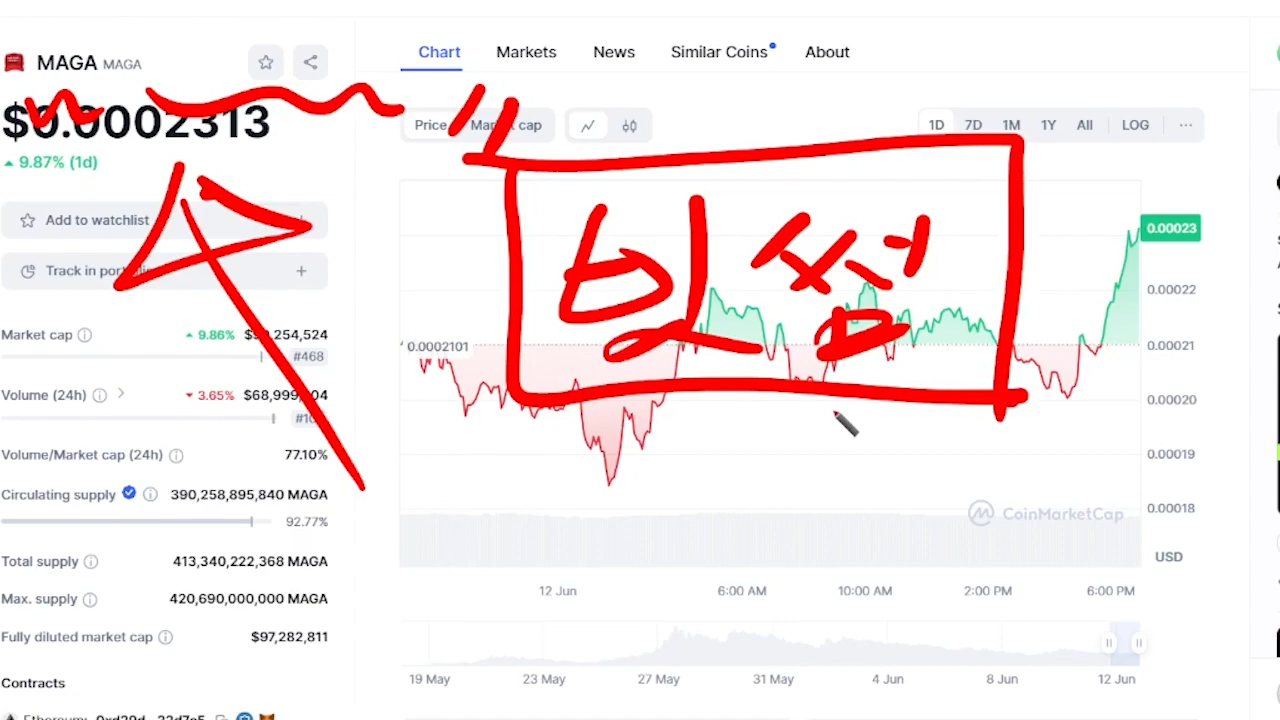 MAGA MAGA
$0.0002313
9.87% (1d)
Add to watchlist
Track in
Market cap 9.86%
#468
Volume (24h) 3.65%
Volume/Market cap (24h) 77.10%
Circulating supply 390,258,895,840 MAGA
92.77%
Total supply 413,340,222,368 MAGA
Max. supply 420,690,000,000 MAGA
Fully diluted market cap $97,282,811
Contracts
Chart Markets News Similar Coins About
Price Market cap
1D 7D 1M 1Y All LOG
0.00023
0.00022
0.0002101
0.00021
0.00020
0.00019
0.00018
CoinMarketCap
USD
12 Jun 6:00 AM 10:00 AM 2:00 PM 6:00 PM
19 May 23 May 27 May 31 May 4 Jun 8 Jun 12 Jun